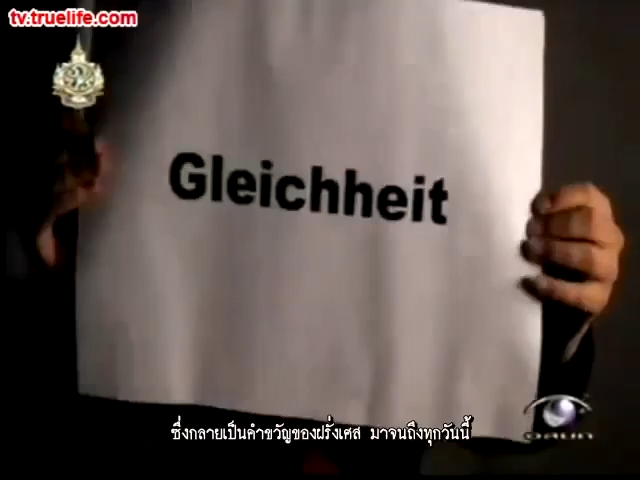 tv.truelife.com
Gleichheit
ซึ่งกลายเป็นคำขวัญของฝรั่งเศส มาจนถึงทุกวันนี้